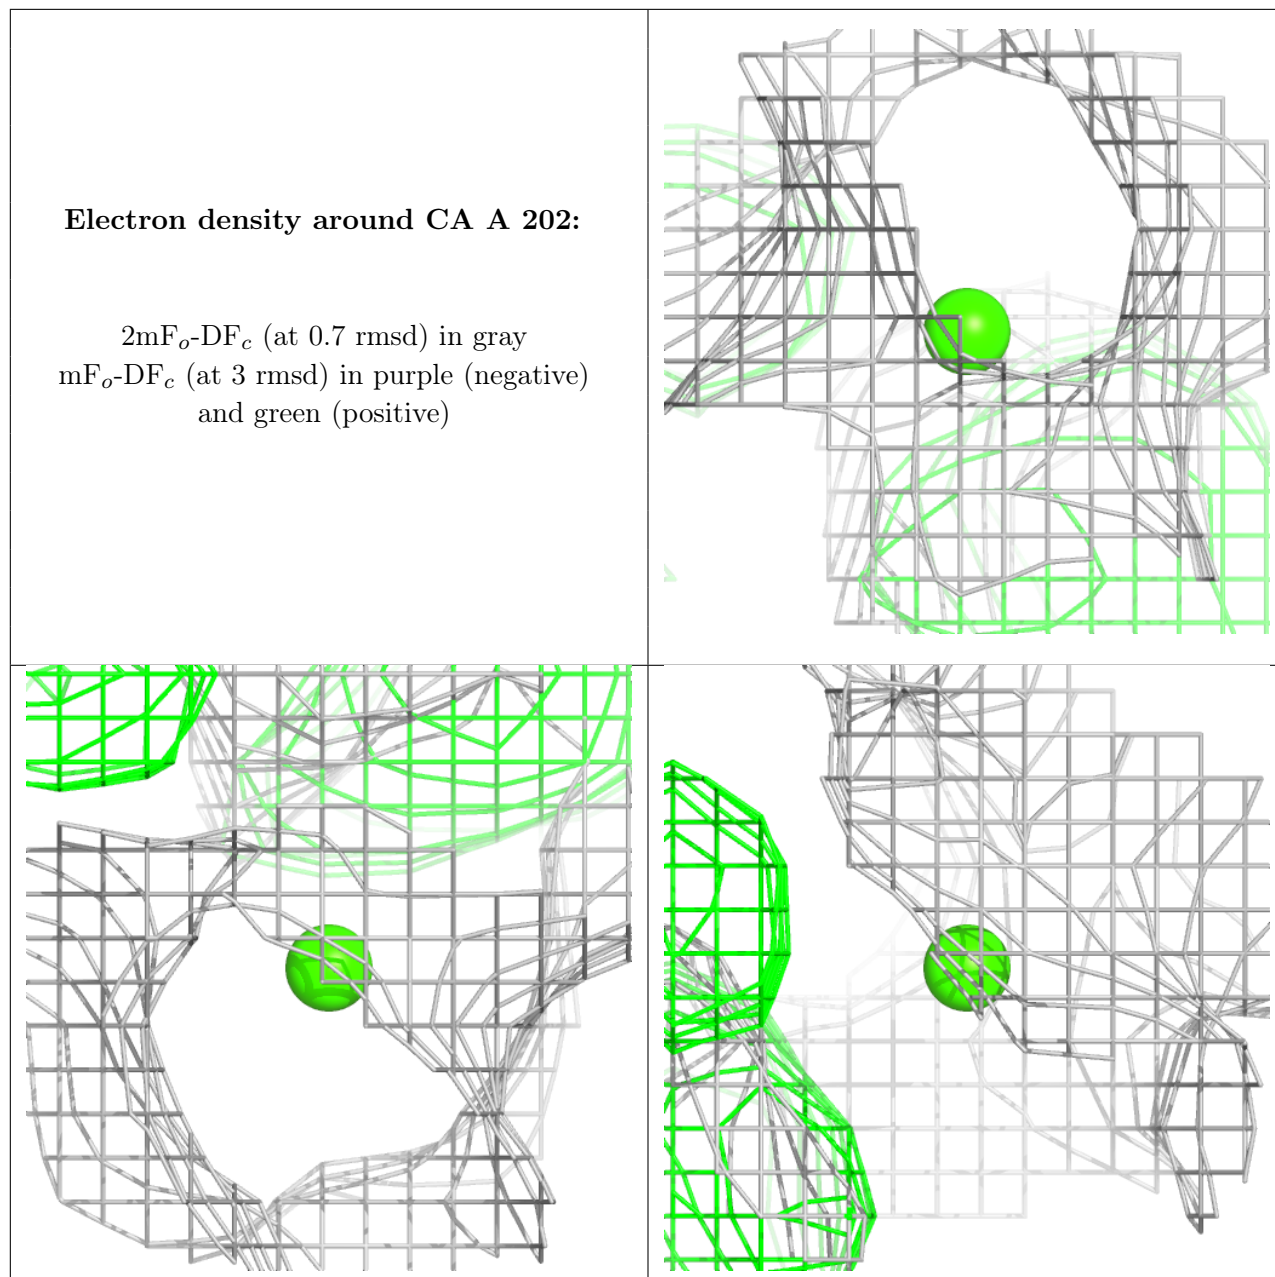 Electron density around CA A 202:
2mFo-DFc (at 0.7 rmsd) in gray
mFo-DFc (at 3 rmsd) in purple (negative)
and green (positive)